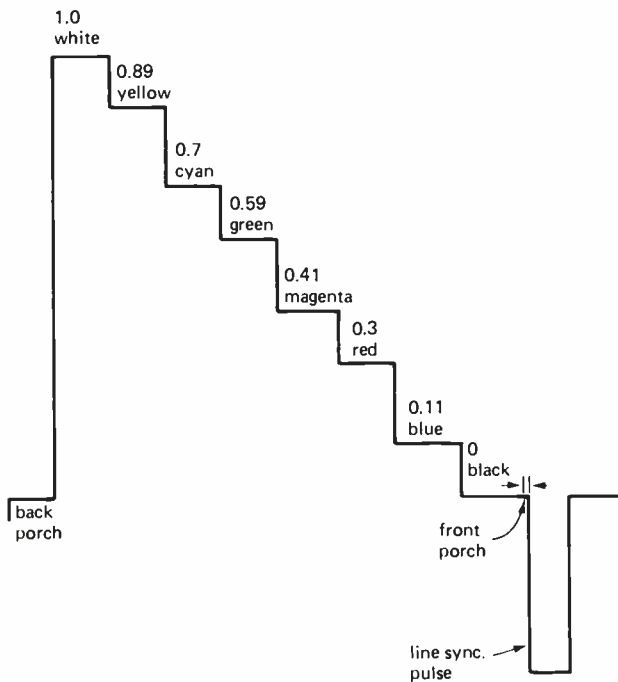 1.0
white
0.89
yellow
0.7
cyan
0.59
green
0.41
magenta
0.3
red
0.11
blue
0
black
back
porch
front
porch
line sync.
pulse